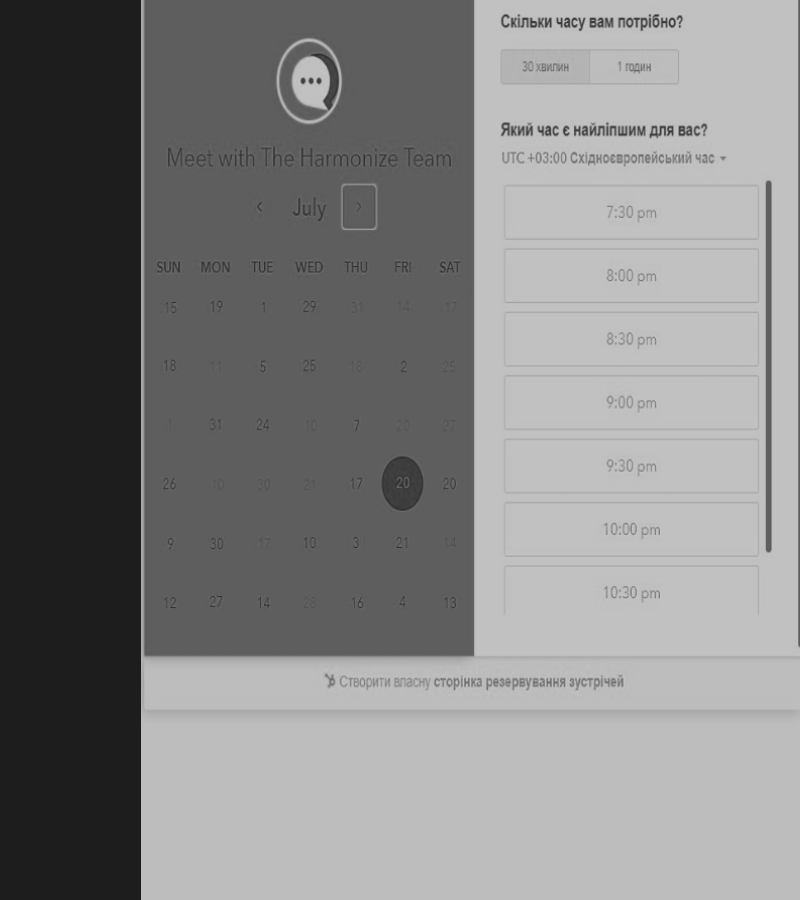 Meet with The Harmonize Team
July
SUN MON TUE WED THU FRI SAT
15 19 1 29 31 14 17
18 11 5 25 18 2 25
1 31 24 10 7 20 27
26 10 30 21 17 20 20
9 30 17 10 3 21 14
12 27 14 28 16 4 13
Скільки часу вам потрібно?
30 хвилин 1 годин
Який час є найліпшим для вас?
UTC +03:00 Східноєвропейський час
7:30 pm
8:00 pm
8:30 pm
9:00 pm
9:30 pm
10:00 pm
10:30 pm
Створити власну сторінка резервування зустрічей